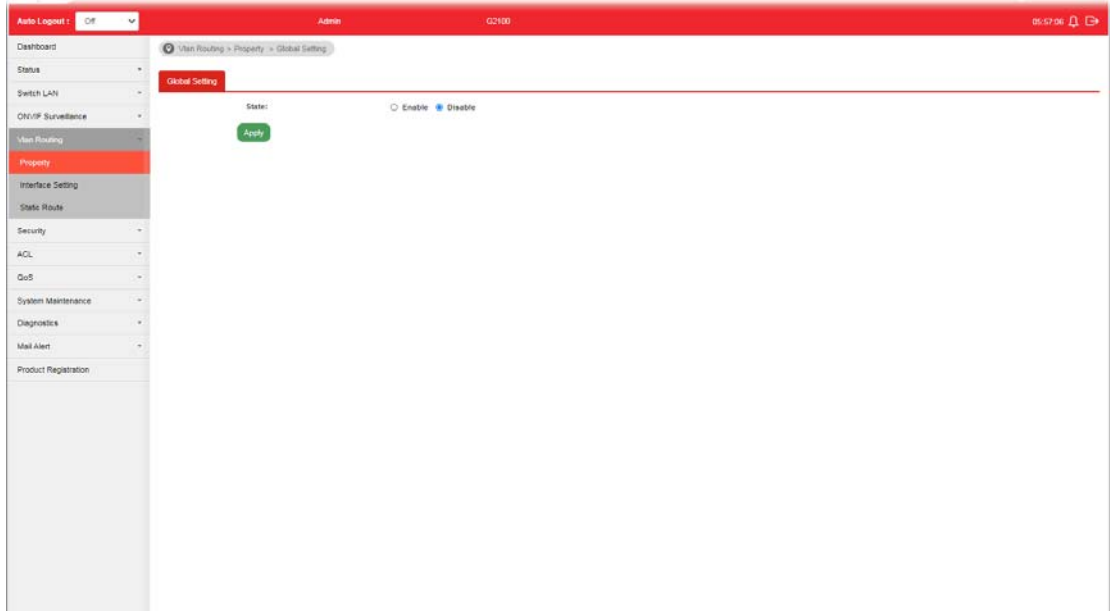 Auto Logout : Off Admin G2100 05:57:06
Dashboard
Vlan Routing » Property » Global Setting
Status
Switch LAN
Global Setting
ONVIF Surveillance
State: Enable Disable
Vlan Routing
Apply
Property
Interface Setting
Static Route
Security
ACL
QoS
System Maintenance
Diagnostics
Mail Alert
Product Registration